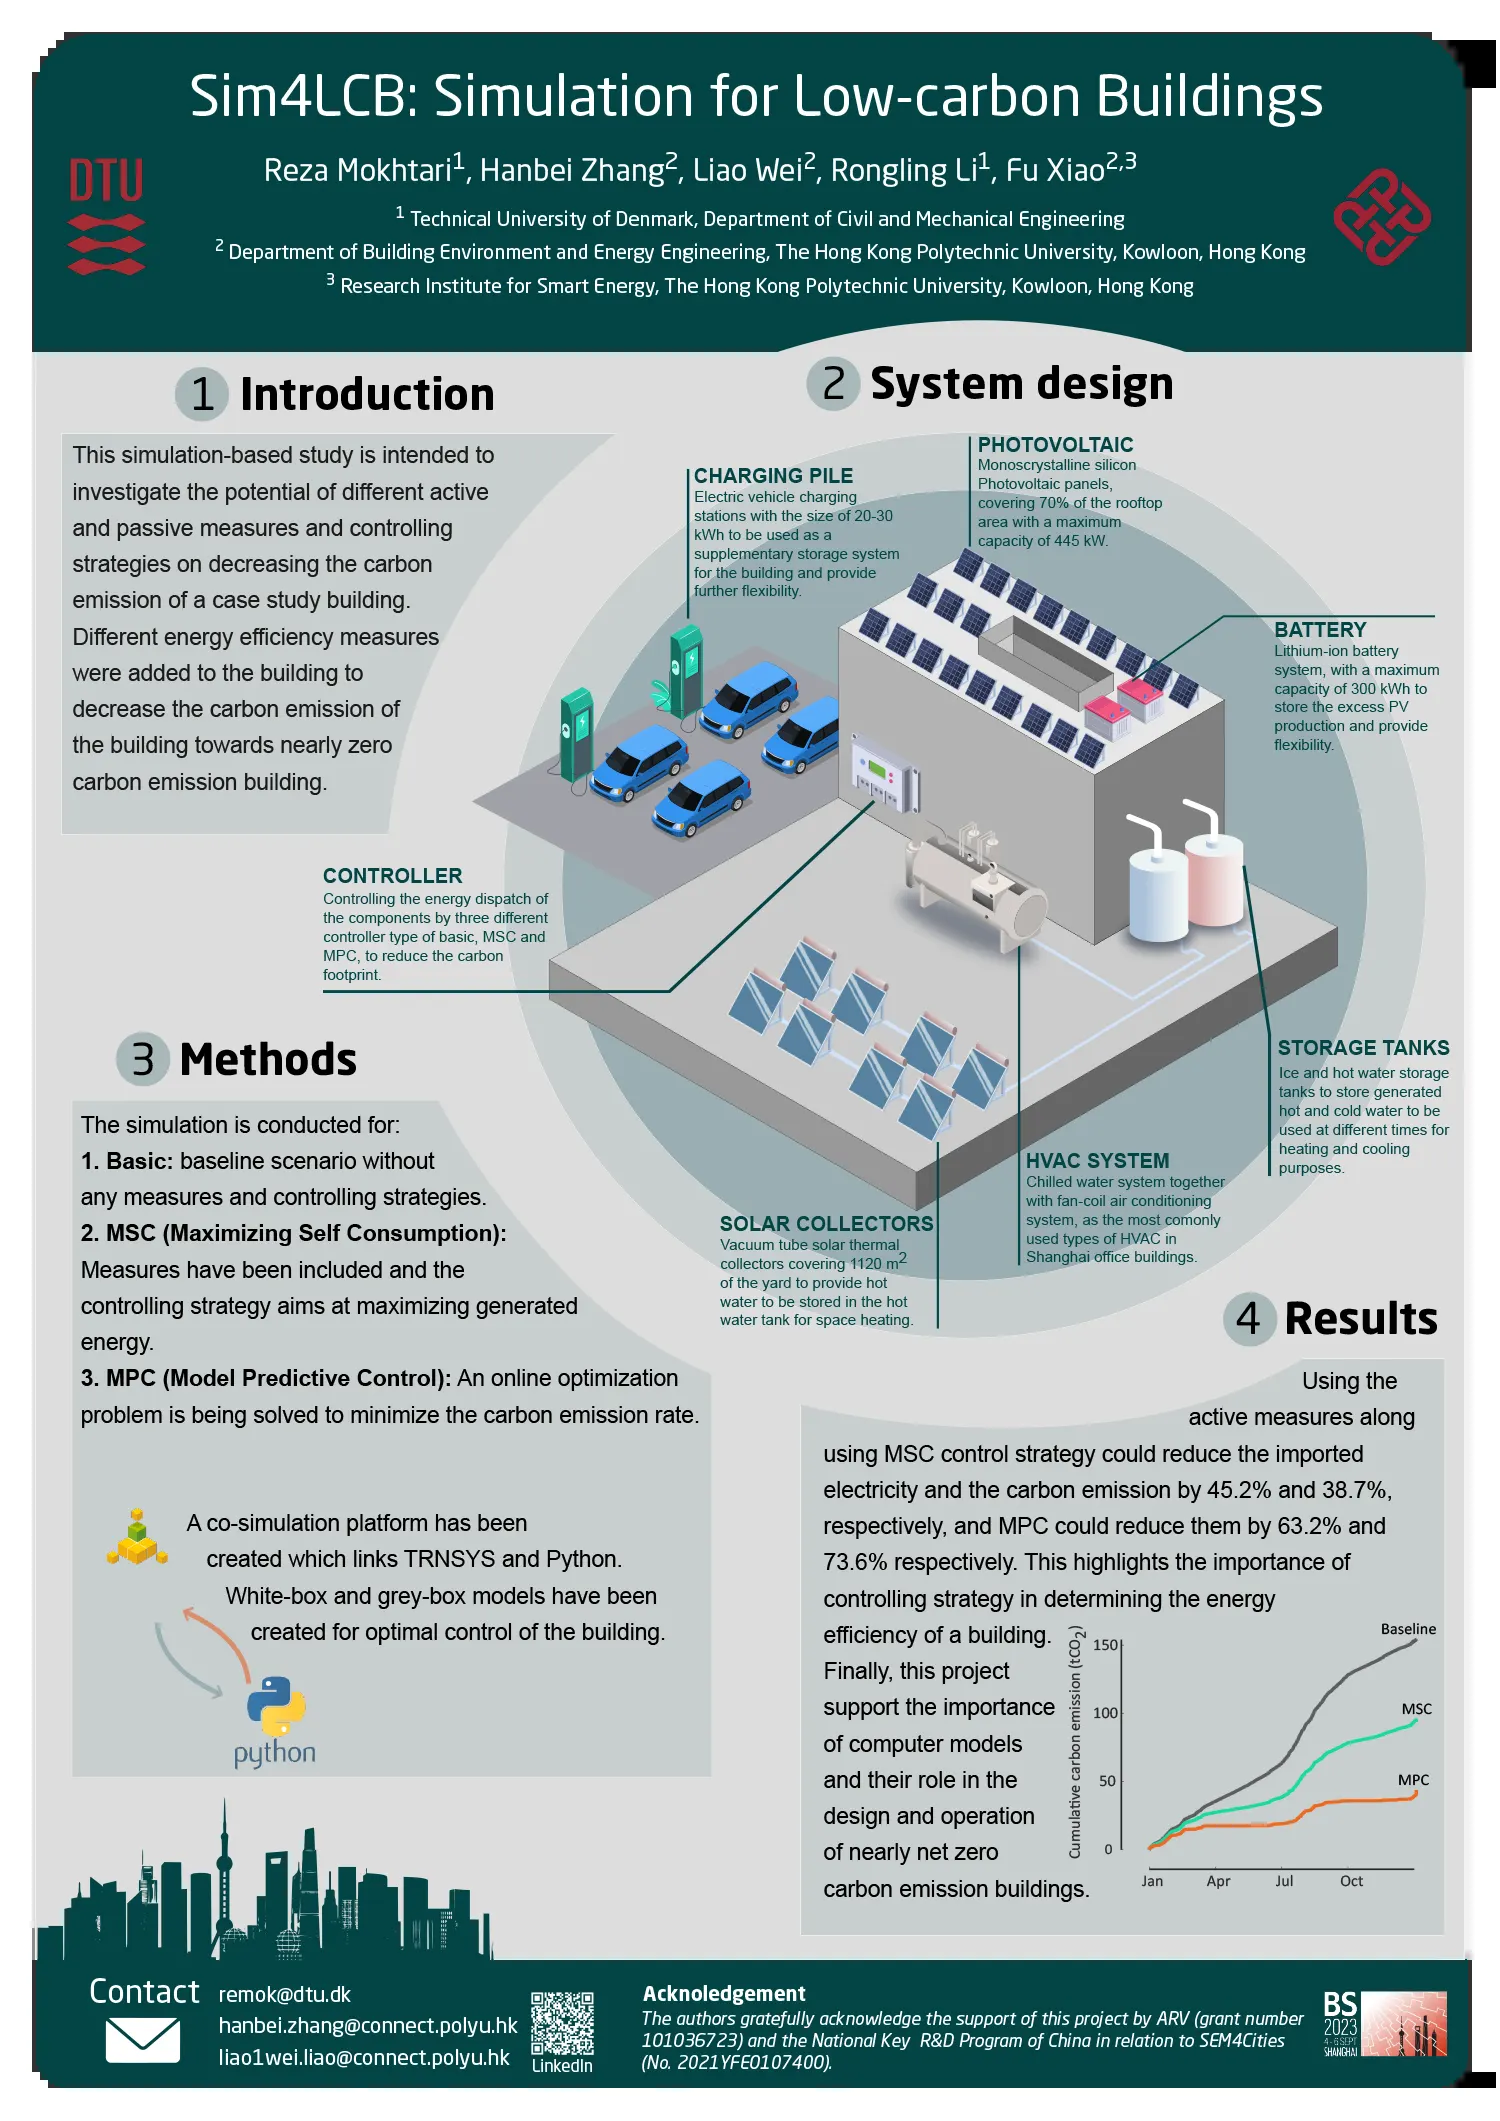 Sim4LCB: Simulation for Low-carbon Buildings
Reza Mokhtari1, Hanbei Zhang2, Liao Wei2, Rongling Li1, Fu Xiao2,3
1 Technical University of Denmark, Department of Civil and Mechanical Engineering
2 Department of Building Environment and Energy Engineering, The Hong Kong Polytechnic University, Kowloon, Hong Kong
3 Research Institute for Smart Energy, The Hong Kong Polytechnic University, Kowloon, Hong Kong
DTU
1 Introduction
This simulation-based study is intended to
investigate the potential of different active
and passive measures and controlling
strategies on decreasing the carbon
emission of a case study building.
Different energy efficiency measures
were added to the building to
decrease the carbon emission of
the building towards nearly zero
carbon emission building.
2 System design
CHARGING PILE
Electric vehicle charging
stations with the size of 20-30
kWh to be used as a
supplementary storage system
for the building and provide
further flexibility.
PHOTOVOLTAIC
Monoscrystalline silicon
Photovoltaic panels,
covering 70% of the rooftop
area with a maximum
capacity of 445 kW.
BATTERY
Lithium-ion battery
system, with a maximum
capacity of 300 kWh to
store the excess PV
production and provide
flexibility.
CONTROLLER
Controlling the energy dispatch of
the components by three different
controller type of basic, MSC and
MPC, to reduce the carbon
footprint.
STORAGE TANKS
Ice and hot water storage
tanks to store generated
hot and cold water to be
used at different times for
heating and cooling
purposes.
HVAC SYSTEM
Chilled water system together
with fan-coil air conditioning
system, as the most comonly
used types of HVAC in
Shanghai office buildings.
SOLAR COLLECTORS
Vacuum tube solar thermal
collectors covering 1120 m2
of the yard to provide hot
water to be stored in the hot
water tank for space heating.
3 Methods
The simulation is conducted for:
1. Basic: baseline scenario without
any measures and controlling strategies.
2. MSC (Maximizing Self Consumption):
Measures have been included and the
controlling strategy aims at maximizing generated
energy.
3. MPC (Model Predictive Control): An online optimization
problem is being solved to minimize the carbon emission rate.
A co-simulation platform has been
created which links TRNSYS and Python.
White-box and grey-box models have been
created for optimal control of the building.
python
4 Results
Using the
active measures along
using MSC control strategy could reduce the imported
electricity and the carbon emission by 45.2% and 38.7%,
respectively, and MPC could reduce them by 63.2% and
73.6% respectively. This highlights the importance of
controlling strategy in determining the energy
efficiency of a building.
Finally, this project
support the importance
of computer models
and their role in the
design and operation
of nearly net zero
carbon emission buildings.
Cumulative carbon emission (tCO2)
150
100
50
0
Baseline
MSC
MPC
Jan Apr Jul Oct
Contact
remok@dtu.dk
hanbei.zhang@connect.polyu.hk
liao1wei.liao@connect.polyu.hk
LinkedIn
Acknoledgement
The authors gratefully acknowledge the support of this project by ARV (grant number
101036723) and the National Key R&D Program of China in relation to SEM4Cities
(No. 2021YFE0107400).
BS
2023
4 - 6 SEPT
SHANGHAI